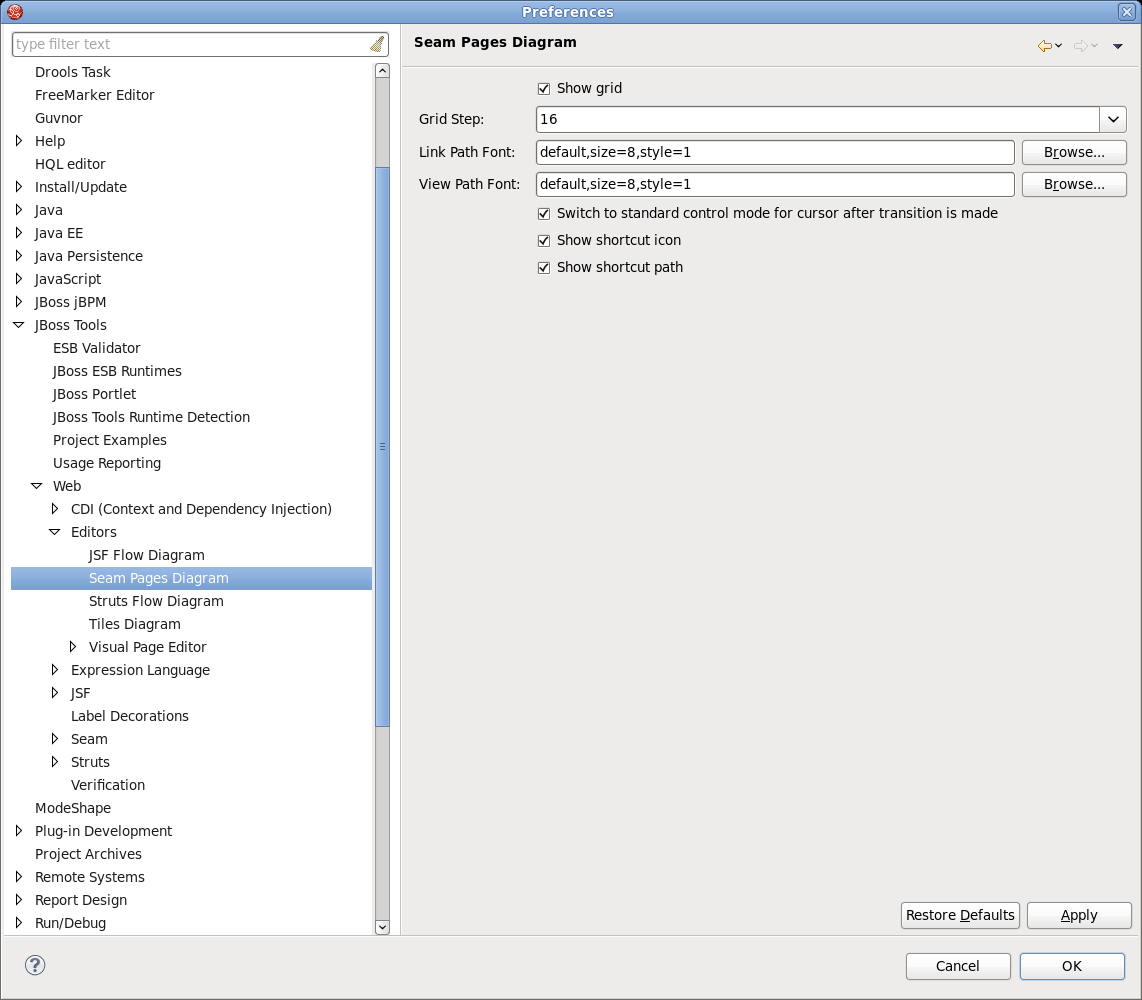 Preferences
type filter text
Drools Task
FreeMarker Editor
Guvnor
Help
HQL editor
Install/Update
Java
Java EE
Java Persistence
JavaScript
JBoss jBPM
JBoss Tools
ESB Validator
JBoss ESB Runtimes
JBoss Portlet
JBoss Tools Runtime Detection
Project Examples
Usage Reporting
Web
CDI (Context and Dependency Injection)
Editors
JSF Flow Diagram
Seam Pages Diagram
Struts Flow Diagram
Tiles Diagram
Visual Page Editor
Expression Language
JSF
Label Decorations
Seam
Struts
Verification
ModeShape
Plug-in Development
Project Archives
Remote Systems
Report Design
Run/Debug
Seam Pages Diagram
Show grid
Grid Step: 16
Link Path Font: default,size=8,style=1 Browse...
View Path Font: default,size=8,style=1 Browse...
Switch to standard control mode for cursor after transition is made
Show shortcut icon
Show shortcut path
Restore Defaults Apply
? Cancel OK